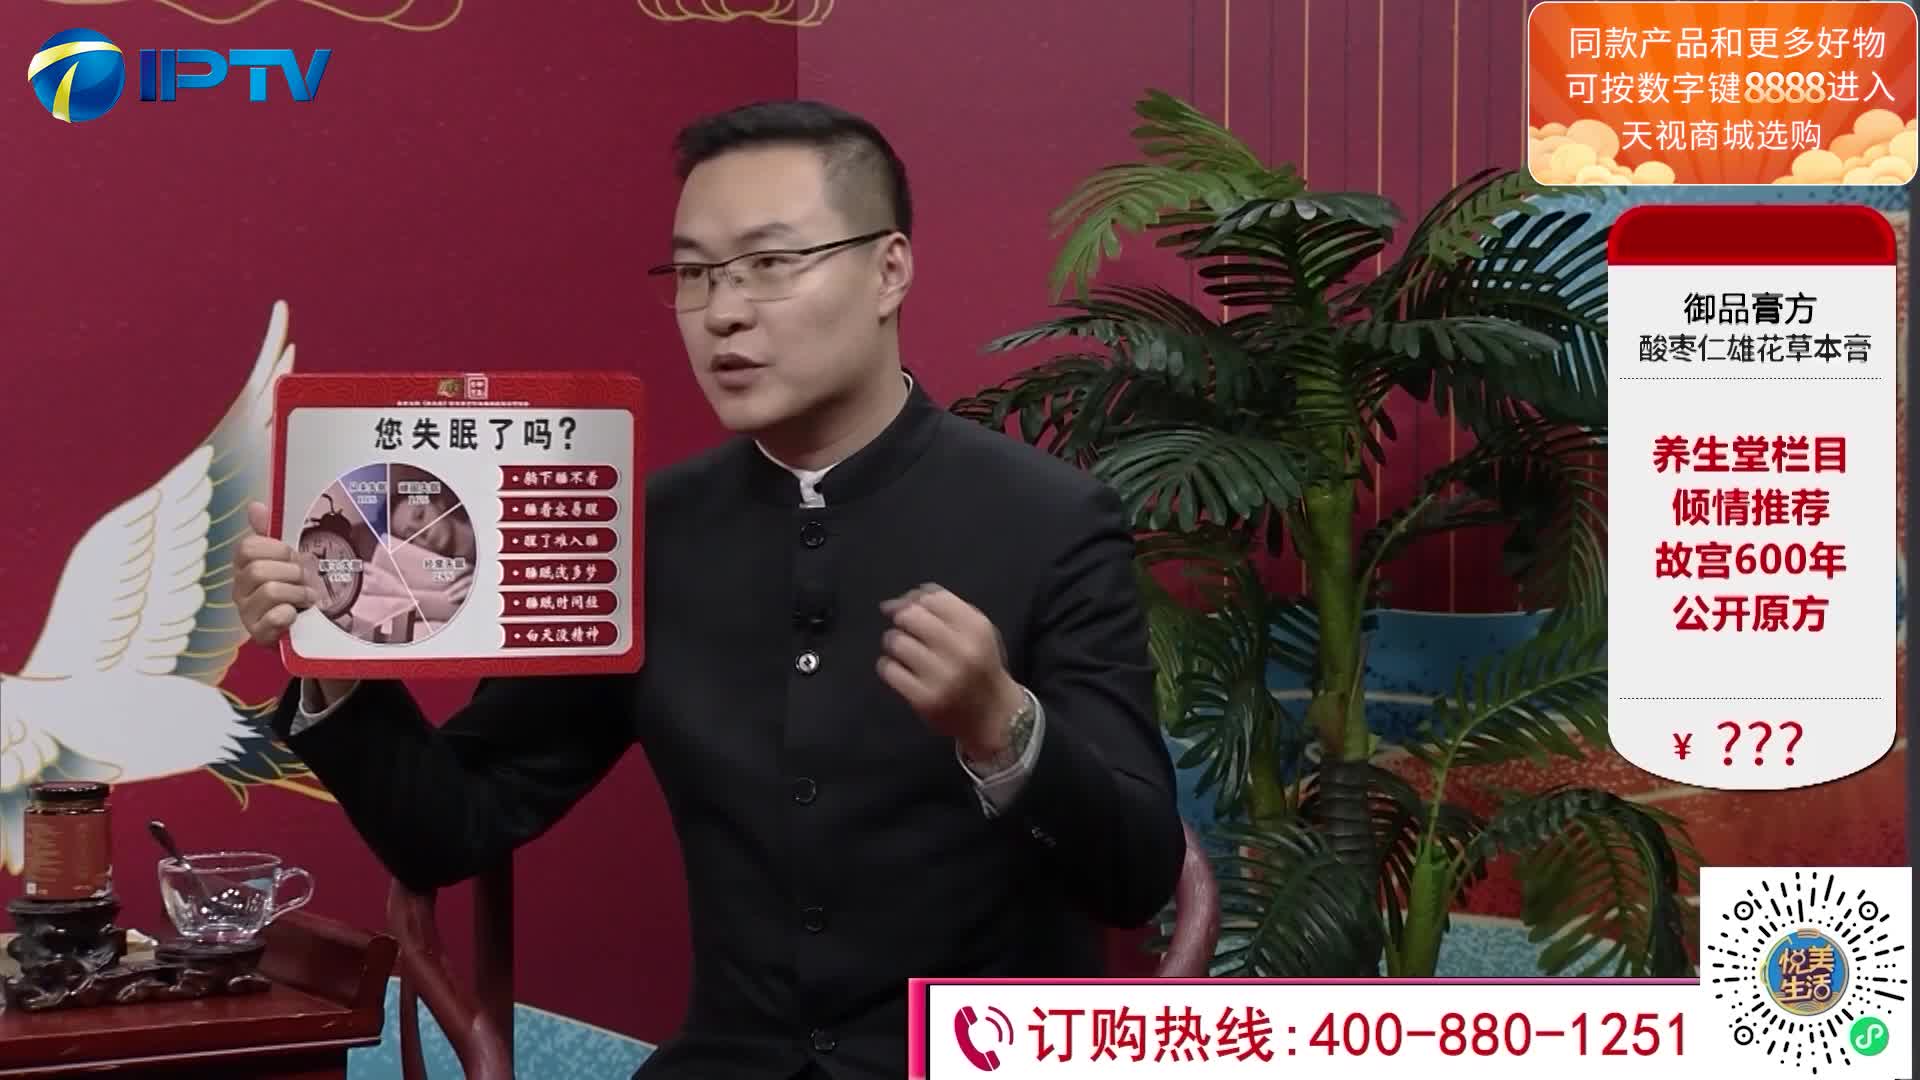 IPTV
同款产品和更多好物
可按数字键8888进入
天视商城选购
御品膏方
酸枣仁雄花草本膏
养生堂栏目
倾情推荐
故宫600年
公开原方
¥ ???
您失眠了吗?
•躺下睡不着
•睡着容易醒
•醒了难入睡
•睡眠浅多梦
•睡眠时间短
•白天没精神
经常失眠
订购热线:400-880-1251
悦美
生活